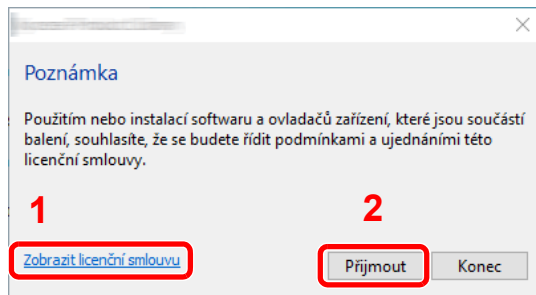 Poznámka
Použitím nebo instalací softwaru a ovladačů zařízení, které jsou součástí
balení, souhlasíte, že se budete řídit podmínkami a ujednáními této
licenční smlouvy.
1
2
Zobrazit licenční smlouvu
Přijmout
Konec